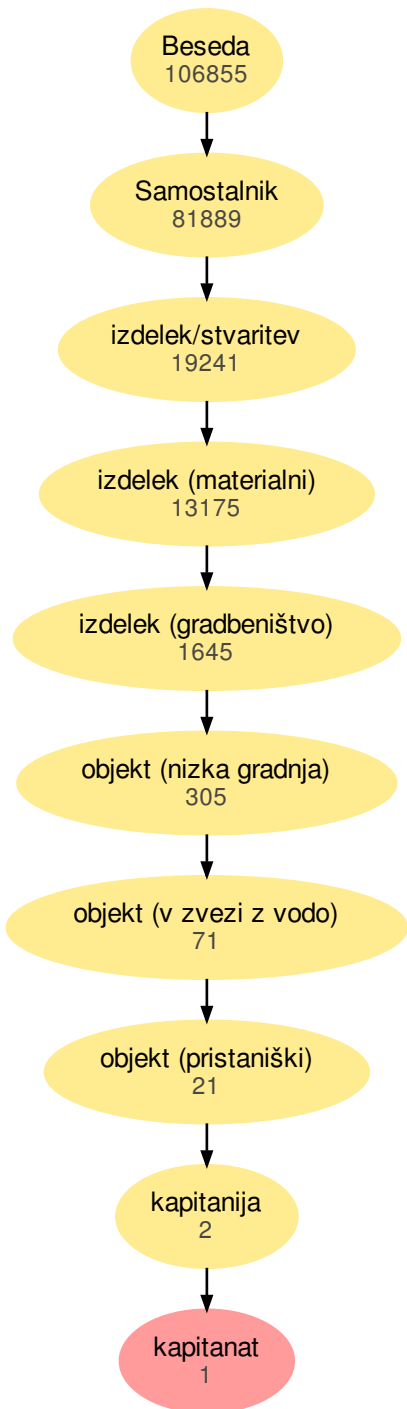 Beseda
106855
Samostalnik
81889
izdelek/stvaritev
19241
izdelek (materialni)
13175
izdelek (gradbeništvo)
1645
objekt (nizka gradnja)
305
objekt (v zvezi z vodo)
71
objekt (pristaniški)
21
kapitanija
2
kapitanat
1